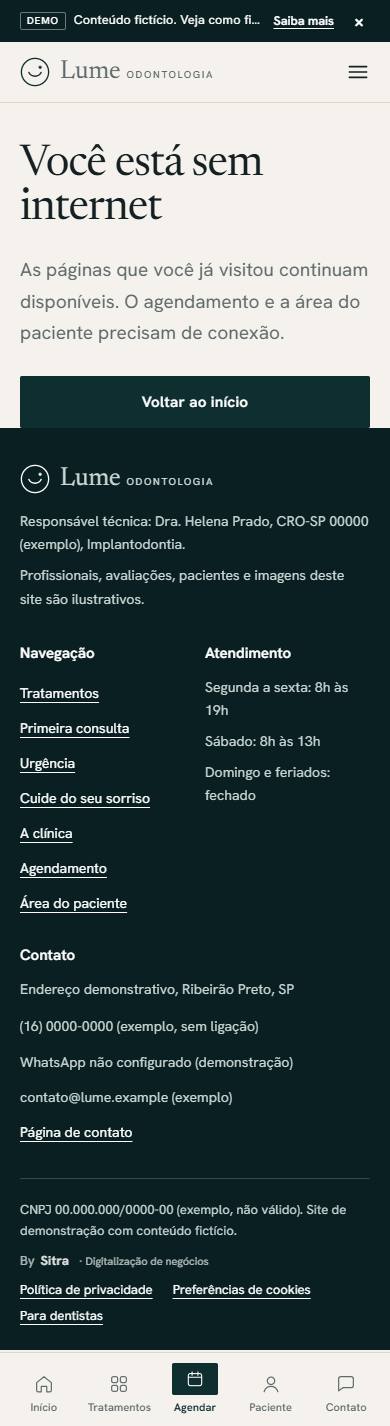 DEMO Conteúdo fictício. Veja como fi... Saiba mais ×
Lume ODONTOLOGIA
Você está sem
internet
As páginas que você já visitou continuam
disponíveis. O agendamento e a área do
paciente precisam de conexão.
Voltar ao início
Lume ODONTOLOGIA
Responsável técnica: Dra. Helena Prado, CRO-SP 00000
(exemplo), Implantodontia.
Profissionais, avaliações, pacientes e imagens deste
site são ilustrativos.
Navegação
Tratamentos
Primeira consulta
Urgência
Cuide do seu sorriso
A clínica
Agendamento
Área do paciente
Atendimento
Segunda a sexta: 8h às
19h
Sábado: 8h às 13h
Domingo e feriados:
fechado
Contato
Endereço demonstrativo, Ribeirão Preto, SP
(16) 0000-0000 (exemplo, sem ligação)
WhatsApp não configurado (demonstração)
contato@lume.example (exemplo)
Página de contato
CNPJ 00.000.000/0000-00 (exemplo, não válido). Site de
demonstração com conteúdo fictício.
By Sitra · Digitalização de negócios
Política de privacidade Preferências de cookies
Para dentistas
Início Tratamentos Agendar Paciente Contato